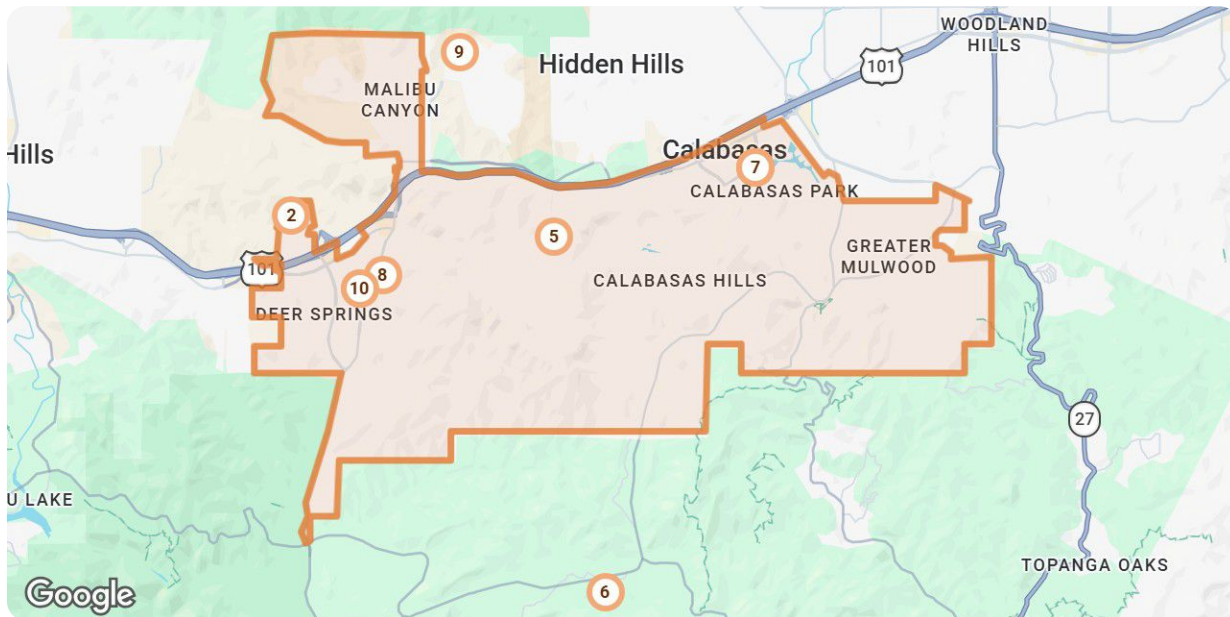 WOODLAND
HILLS
9
Hidden Hills
101
MALIBU
CANYON
Hills
Calabasas
7
CALABASAS PARK
2
5
GREATER
MULWOOD
101
8
10
CALABASAS HILLS
DEER SPRINGS
27
U LAKE
TOPANGA OAKS
6
Google